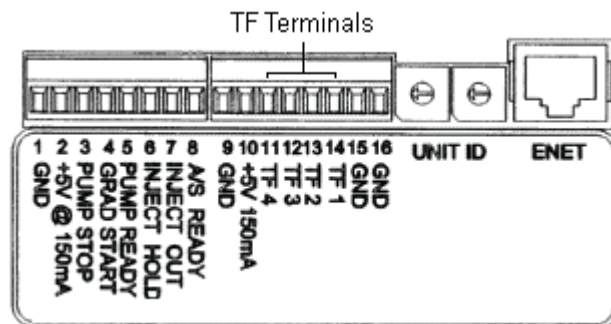 TF Terminals
1 2 3 4 5 6 7 8 9 10 11 12 13 14 15 16
GND
+5V @ 150mA
PUMP STOP
GRAD START
PUMP READY
INJECT HOLD
INJECT OUT
A/S READY
GND
+5V 150mA
TF 4
TF 3
TF 2
TF 1
GND
GND
UNIT ID
ENET